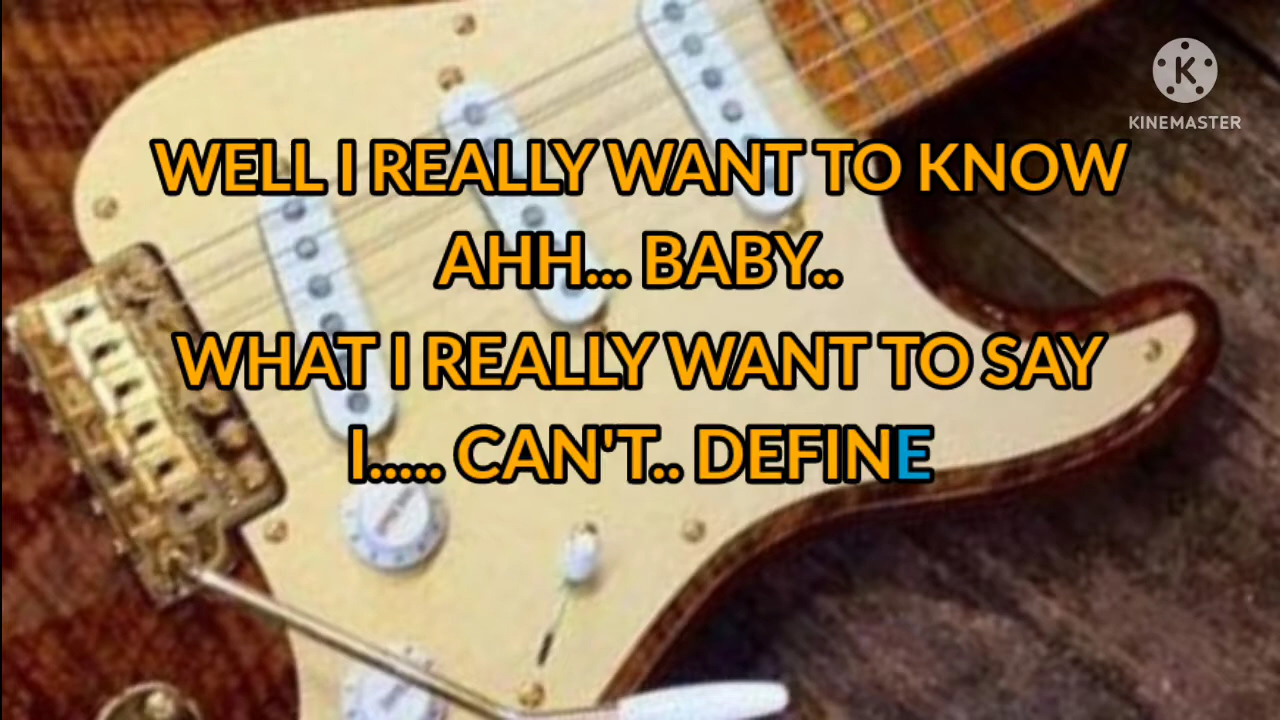 KINEMASTER
WELL I REALLY WANT TO KNOW
AHH... BABY..
WHAT I REALLY WANT TO SAY
I..... CAN'T.. DEFINE